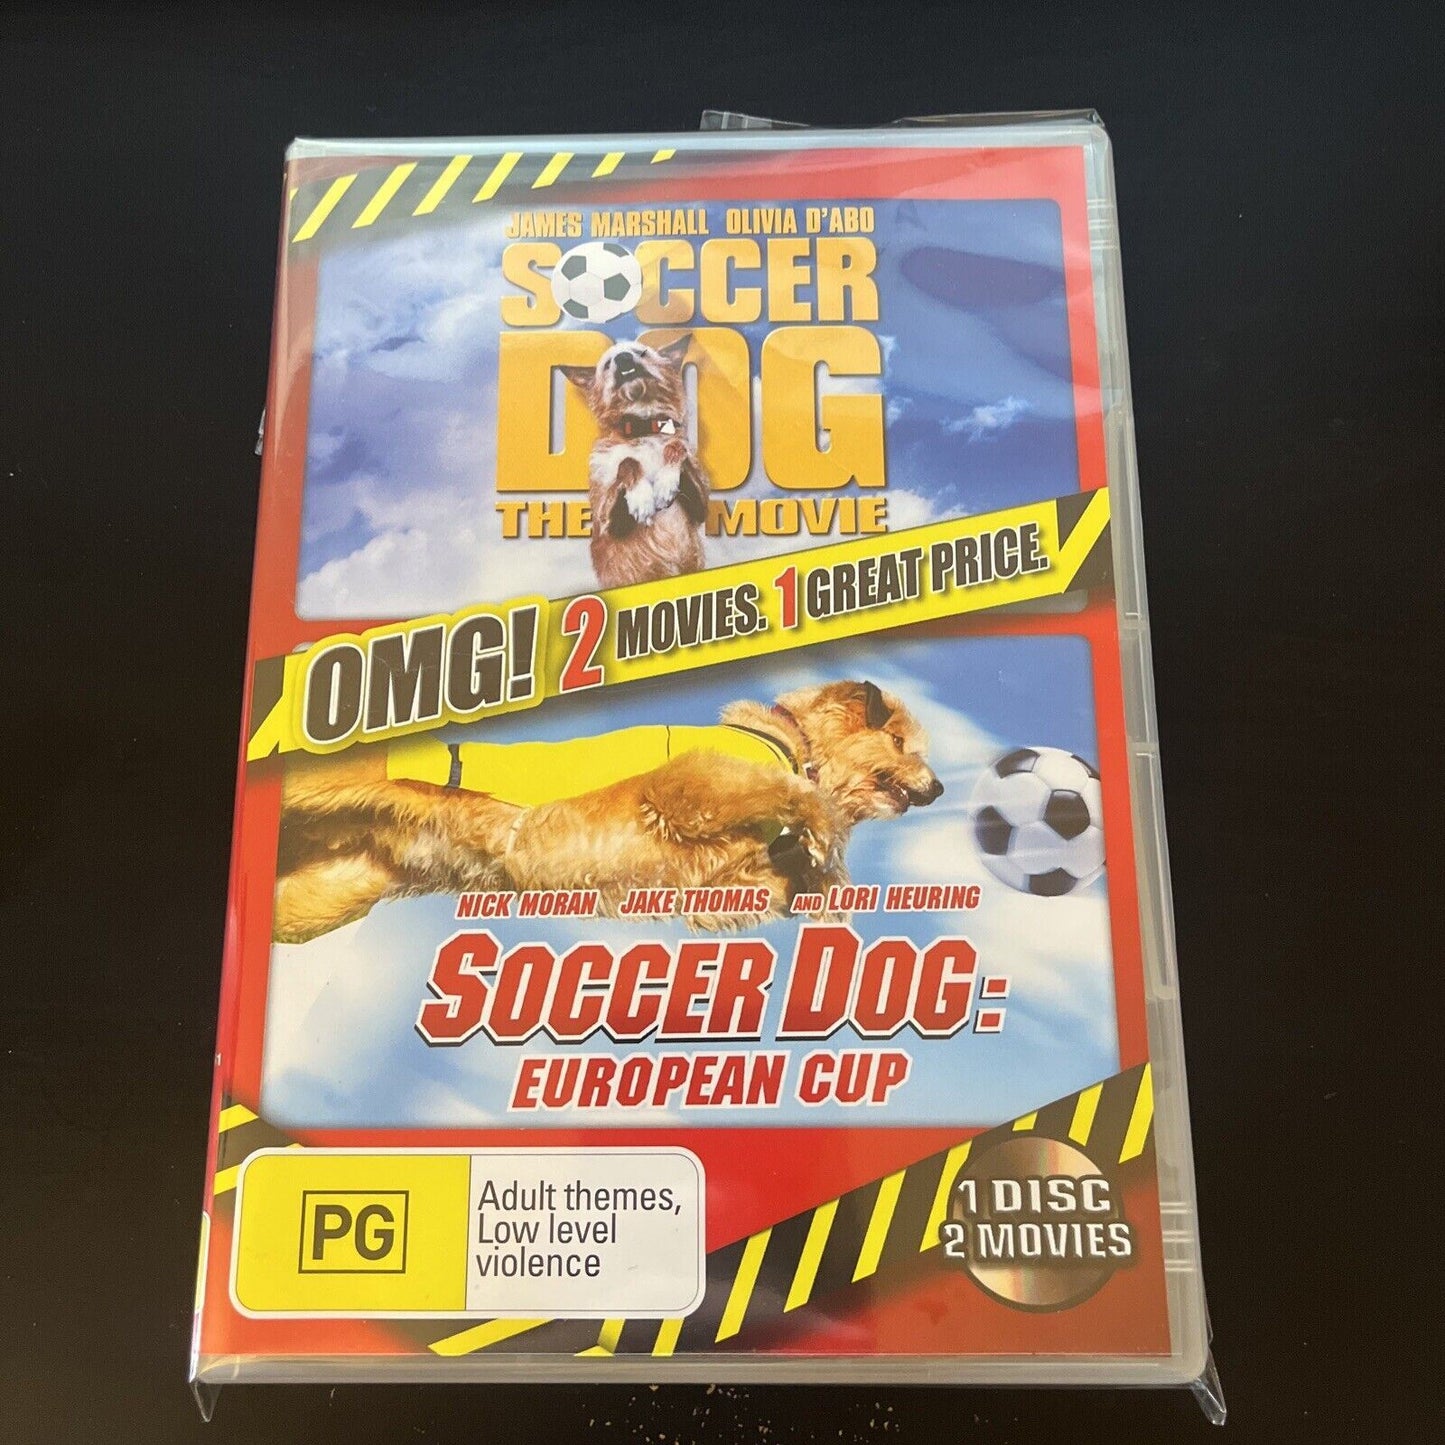 JAMES MARSHALL OLIVIA D'ABO
SOCCER
DOG
THE MOVIE
OMG! 2 MOVIES. 1 GREAT PRICE.
NICK MORAN JAKE THOMAS AND LORI HEURING
SOCCER DOG:
EUROPEAN CUP
PG
Adult themes,
Low level
violence
1 DISC
2 MOVIES